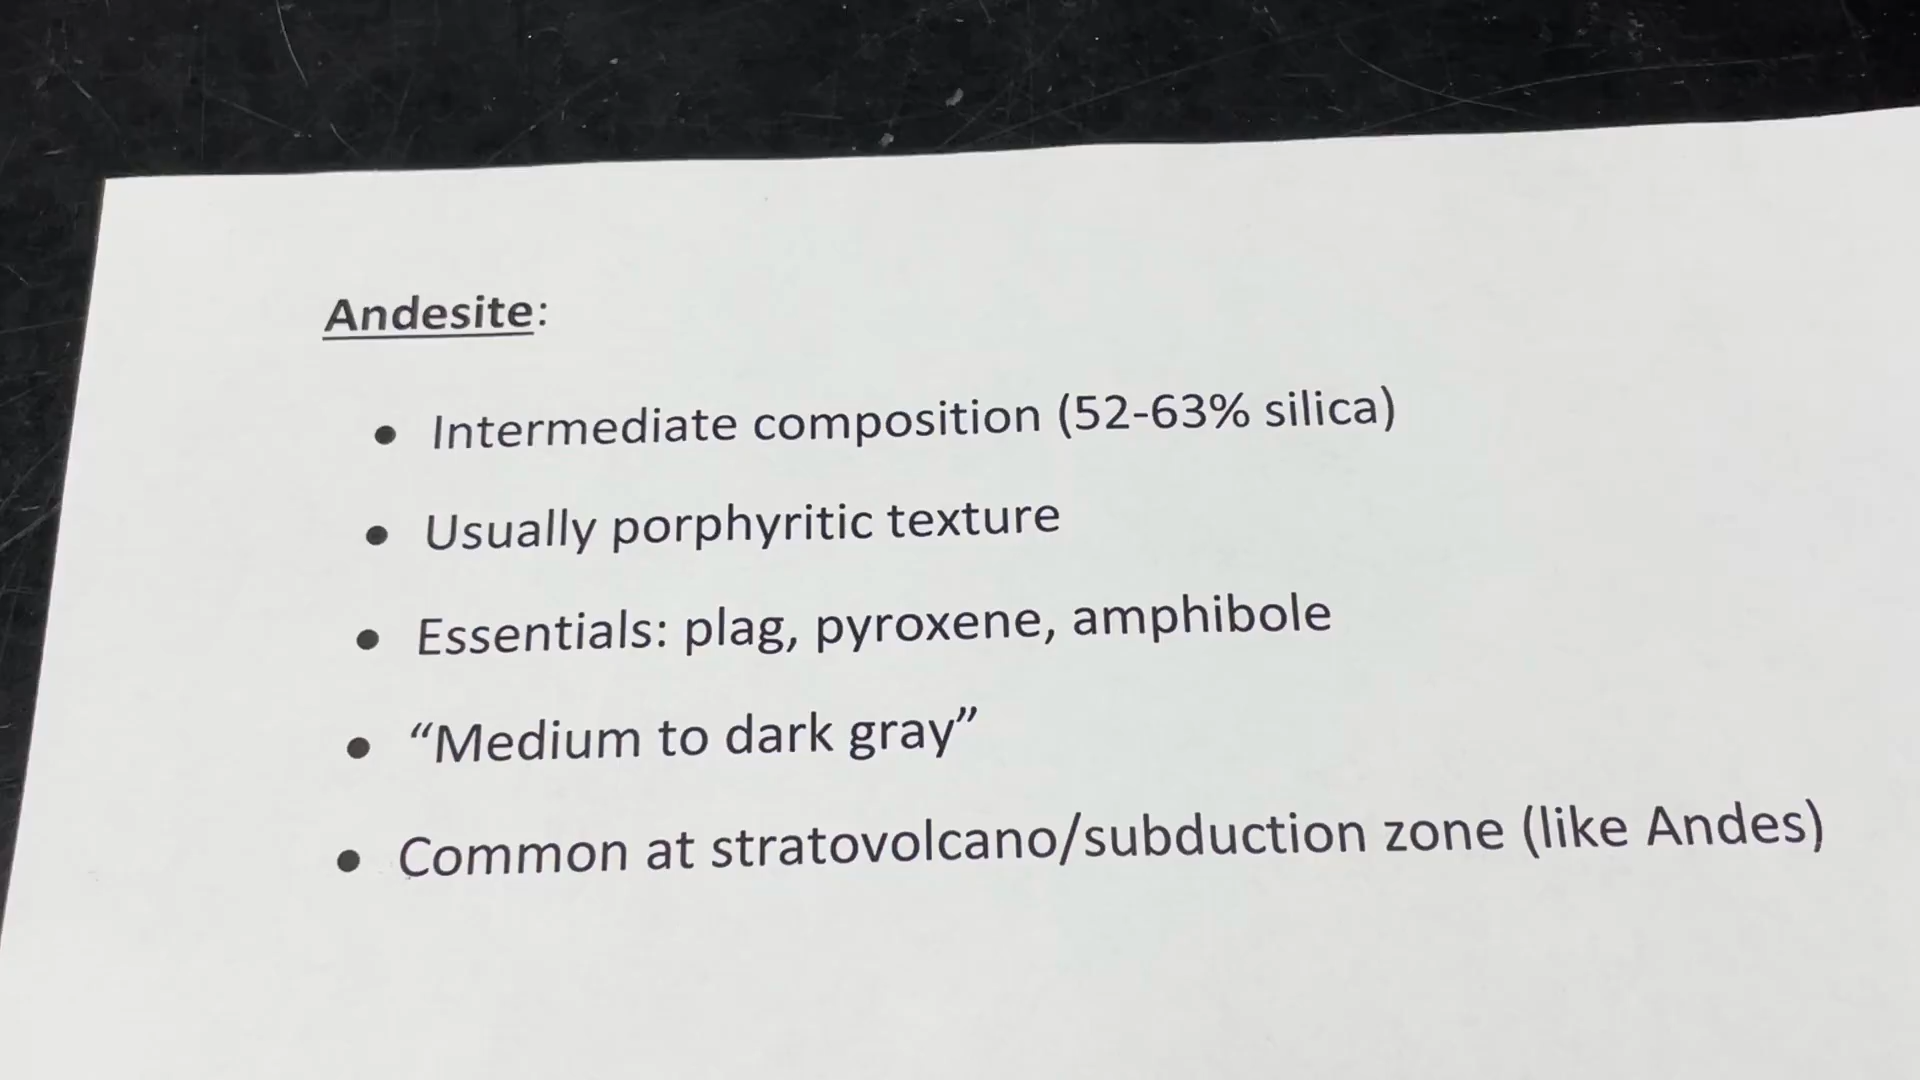 Andesite:
• Intermediate composition (52-63% silica)
• Usually porphyritic texture
• Essentials: plag, pyroxene, amphibole
• “Medium to dark gray”
• Common at stratovolcano/subduction zone (like Andes)